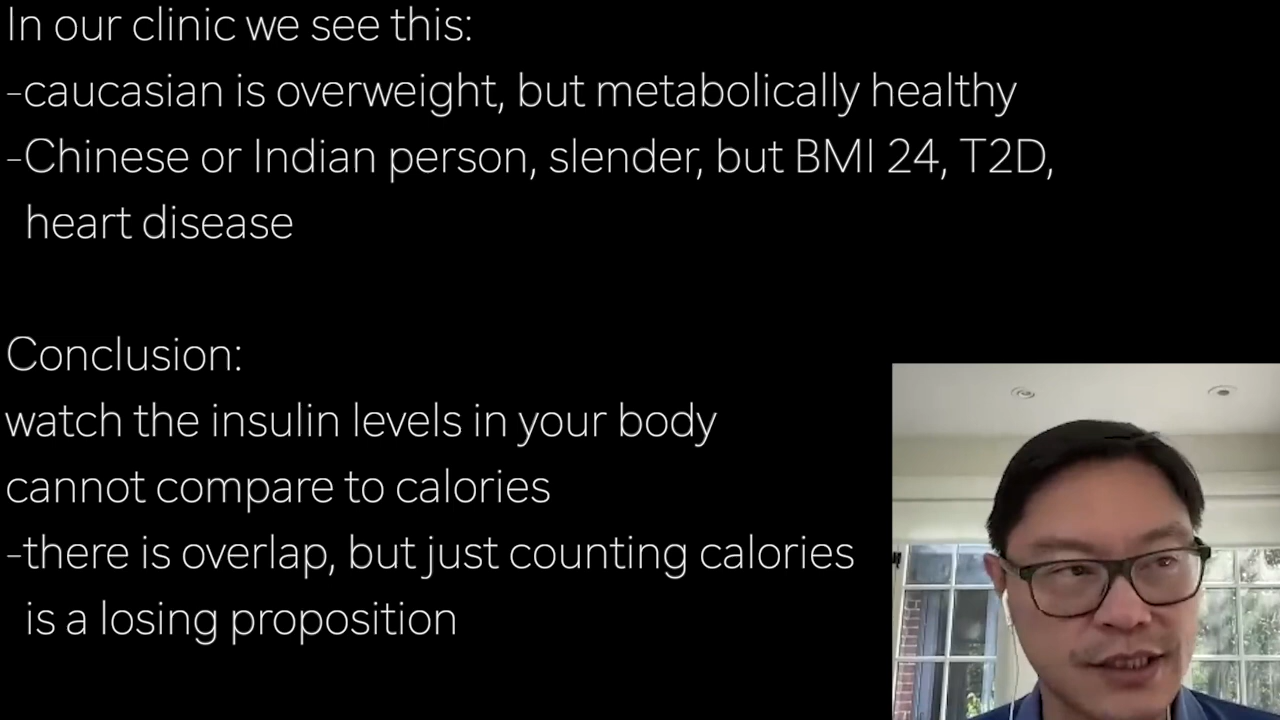 In our clinic we see this:
-caucasian is overweight, but metabolically healthy
-Chinese or Indian person, slender, but BMI 24, T2D,
heart disease
Conclusion:
watch the insulin levels in your body
cannot compare to calories
-there is overlap, but just counting calories
is a losing proposition